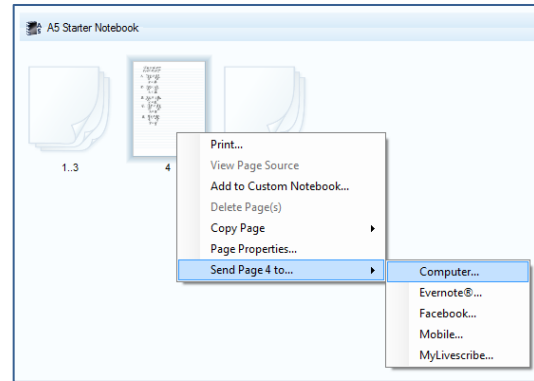 A5 Starter Notebook
1..3
4
Print...
View Page Source
Add to Custom Notebook...
Delete Page(s)
Copy Page
Page Properties...
Send Page 4 to...
Computer...
Evernote®...
Facebook...
Mobile...
MyLivescribe...